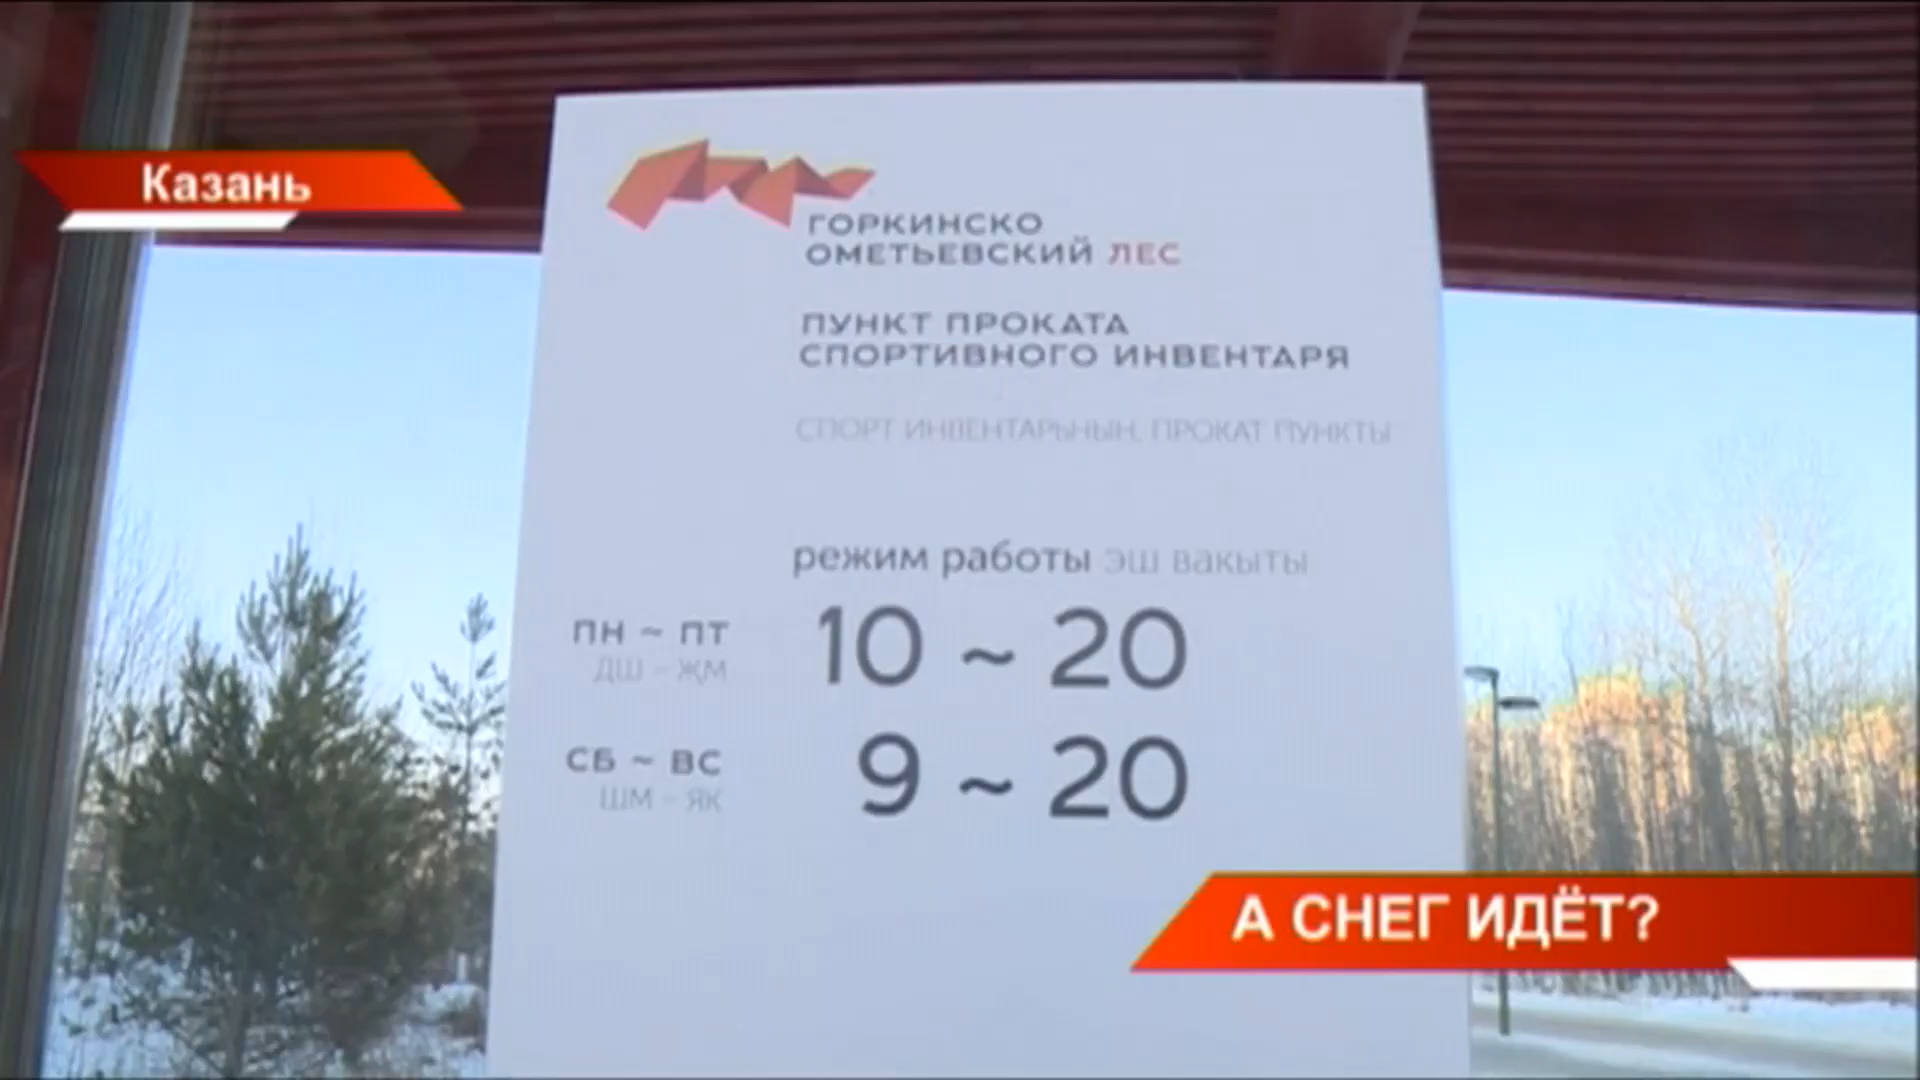 Казань
ГОРКИНСКО
ОМЕТЬЕВСКИЙ ЛЕС
ПУНКТ ПРОКАТА
СПОРТИВНОГО ИНВЕНТАРЯ
СПОРТ ИНВЕНТАРЬНЫҢ ПРОКАТ ПУНКТЫ
режим работы эш вакыты
ПН ~ ПТ 10 ~ 20
ДШ - ҖМ
СБ ~ ВС 9 ~ 20
ШМ - ЯК
А СНЕГ ИДЁТ?